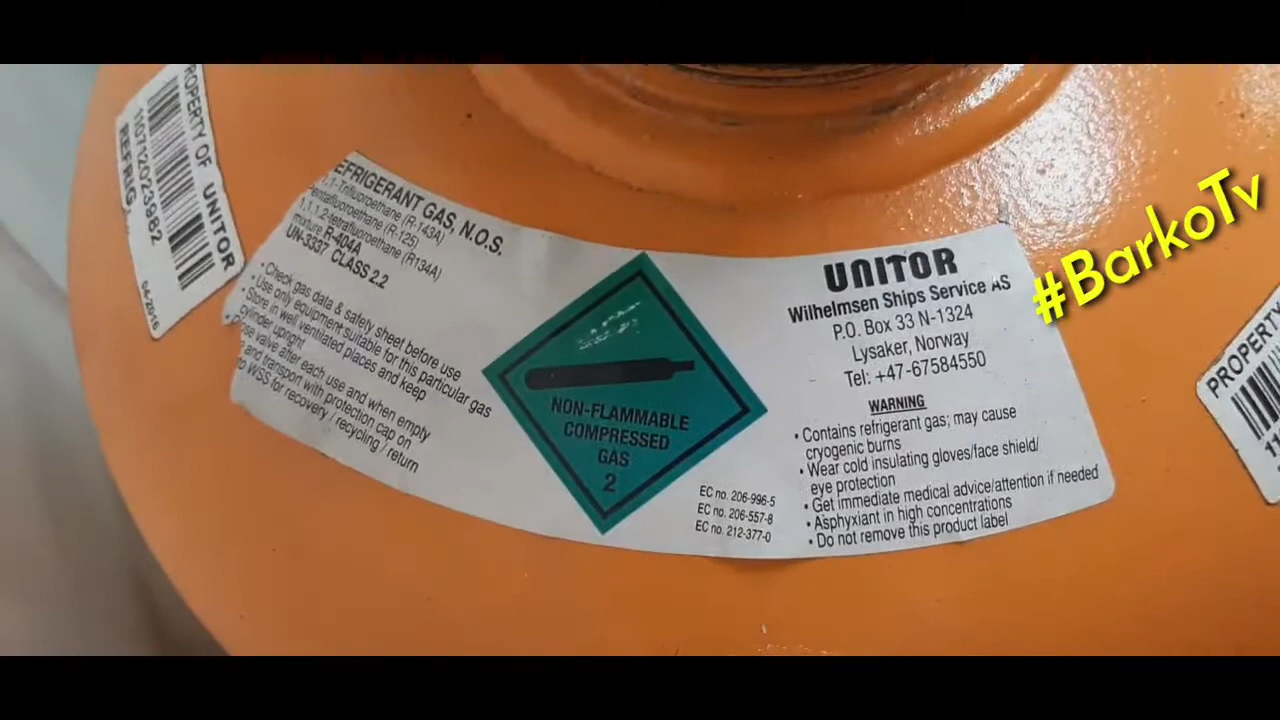 PROPERTY OF UNITOR
11071202398​2
REFRIG.
04/2016
EFRIGERANT GAS, N.O.S.
1,1-Trifluoroethane (R-143A)
Pentafluoroethane (R-125)
1,1,1,2-tetrafluoroethane (R134A)
mixture R-404A
UN-3337 CLASS 2.2
• Check gas data & safety sheet before use
• Use only equipment suitable for this particular gas
• Store in well ventilated places and keep
cylinder upright
ose valve after each use and when empty
and transport with protection cap on
o WSS for recovery / recycling / return
NON-FLAMMABLE
COMPRESSED
GAS
2
EC no. 206-996-5
EC no. 206-557-8
EC no. 212-377-0
UNITOR
Wilhelmsen Ships Service AS
P.O. Box 33 N-1324
Lysaker, Norway
Tel: +47-67584550
WARNING
• Contains refrigerant gas; may cause
cryogenic burns
• Wear cold insulating gloves/face shield/
eye protection
• Get immediate medical advice/attention if needed
• Asphyxiant in high concentrations
• Do not remove this product label
#BarkoTv
PROPERTY
11